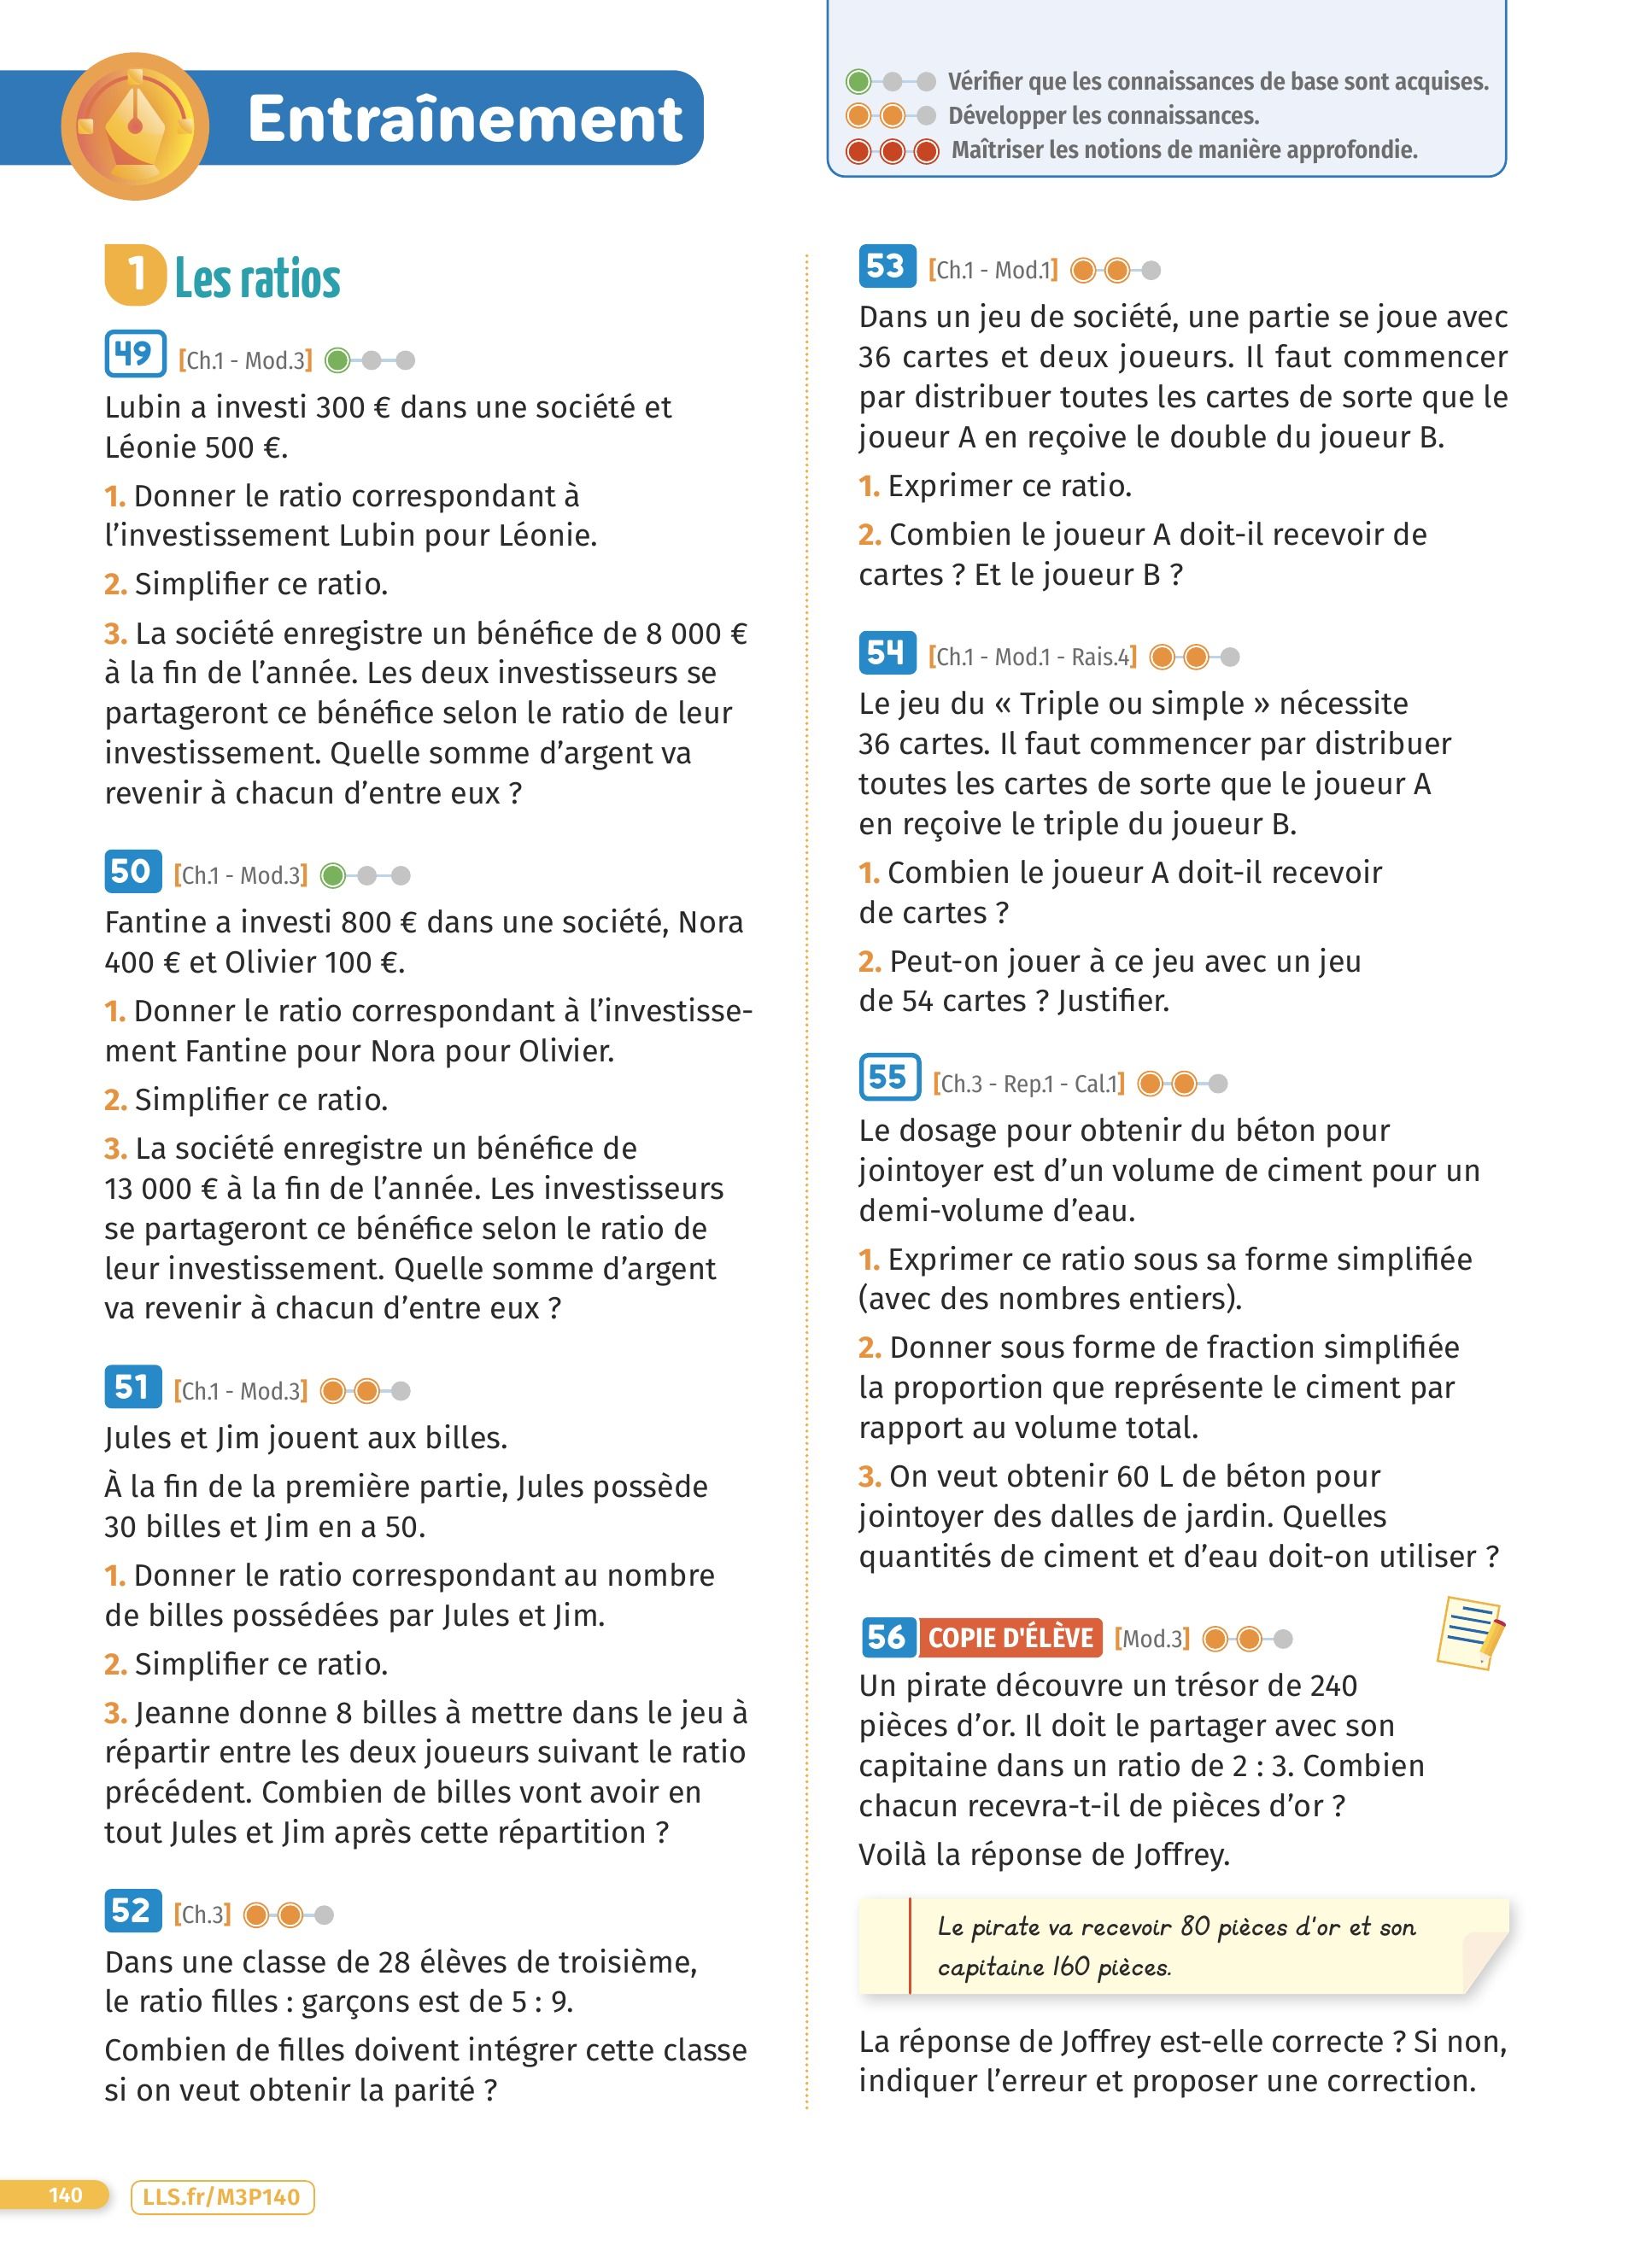 Entraînement
Vérifier que les connaissances de base sont acquises.
Développer les connaissances.
Maîtriser les notions de manière approfondie.
1 Les ratios
49 [Ch.1 - Mod.3]
Lubin a investi 300 € dans une société et
Léonie 500 €.
1. Donner le ratio correspondant à
l’investissement Lubin pour Léonie.
2. Simplifier ce ratio.
3. La société enregistre un bénéfice de 8 000 €
à la fin de l’année. Les deux investisseurs se
partageront ce bénéfice selon le ratio de leur
investissement. Quelle somme d’argent va
revenir à chacun d’entre eux ?
50 [Ch.1 - Mod.3]
Fantine a investi 800 € dans une société, Nora
400 € et Olivier 100 €.
1. Donner le ratio correspondant à l’investisse-
ment Fantine pour Nora pour Olivier.
2. Simplifier ce ratio.
3. La société enregistre un bénéfice de
13 000 € à la fin de l’année. Les investisseurs
se partageront ce bénéfice selon le ratio de
leur investissement. Quelle somme d’argent
va revenir à chacun d’entre eux ?
51 [Ch.1 - Mod.3]
Jules et Jim jouent aux billes.
À la fin de la première partie, Jules possède
30 billes et Jim en a 50.
1. Donner le ratio correspondant au nombre
de billes possédées par Jules et Jim.
2. Simplifier ce ratio.
3. Jeanne donne 8 billes à mettre dans le jeu à
répartir entre les deux joueurs suivant le ratio
précédent. Combien de billes vont avoir en
tout Jules et Jim après cette répartition ?
52 [Ch.3]
Dans une classe de 28 élèves de troisième,
le ratio filles : garçons est de 5 : 9.
Combien de filles doivent intégrer cette classe
si on veut obtenir la parité ?
53 [Ch.1 - Mod.1]
Dans un jeu de société, une partie se joue avec
36 cartes et deux joueurs. Il faut commencer
par distribuer toutes les cartes de sorte que le
joueur A en reçoive le double du joueur B.
1. Exprimer ce ratio.
2. Combien le joueur A doit-il recevoir de
cartes ? Et le joueur B ?
54 [Ch.1 - Mod.1 - Rais.4]
Le jeu du « Triple ou simple » nécessite
36 cartes. Il faut commencer par distribuer
toutes les cartes de sorte que le joueur A
en reçoive le triple du joueur B.
1. Combien le joueur A doit-il recevoir
de cartes ?
2. Peut-on jouer à ce jeu avec un jeu
de 54 cartes ? Justifier.
55 [Ch.3 - Rep.1 - Cal.1]
Le dosage pour obtenir du béton pour
jointoyer est d’un volume de ciment pour un
demi-volume d’eau.
1. Exprimer ce ratio sous sa forme simplifiée
(avec des nombres entiers).
2. Donner sous forme de fraction simplifiée
la proportion que représente le ciment par
rapport au volume total.
3. On veut obtenir 60 L de béton pour
jointoyer des dalles de jardin. Quelles
quantités de ciment et d’eau doit-on utiliser ?
56 COPIE D'ÉLÈVE [Mod.3]
Un pirate découvre un trésor de 240
pièces d’or. Il doit le partager avec son
capitaine dans un ratio de 2 : 3. Combien
chacun recevra-t-il de pièces d’or ?
Voilà la réponse de Joffrey.
Le pirate va recevoir 80 pièces d'or et son
capitaine 160 pièces.
La réponse de Joffrey est-elle correcte ? Si non,
indiquer l’erreur et proposer une correction.
140
LLS.fr/M3P140